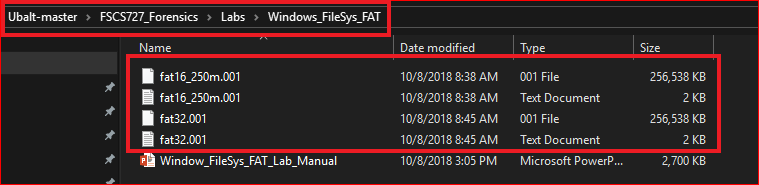 Ubalt-master > FSCS727_Forensics > Labs > Windows_FileSys_FAT
Name Date modified Type Size
fat16_250m.001 10/8/2018 8:38 AM 001 File 256,538 KB
fat16_250m.001 10/8/2018 8:38 AM Text Document 2 KB
fat32.001 10/8/2018 8:45 AM 001 File 256,538 KB
fat32.001 10/8/2018 8:45 AM Text Document 2 KB
Window_FileSys_FAT_Lab_Manual 10/8/2018 3:05 PM Microsoft PowerP... 2,700 KB